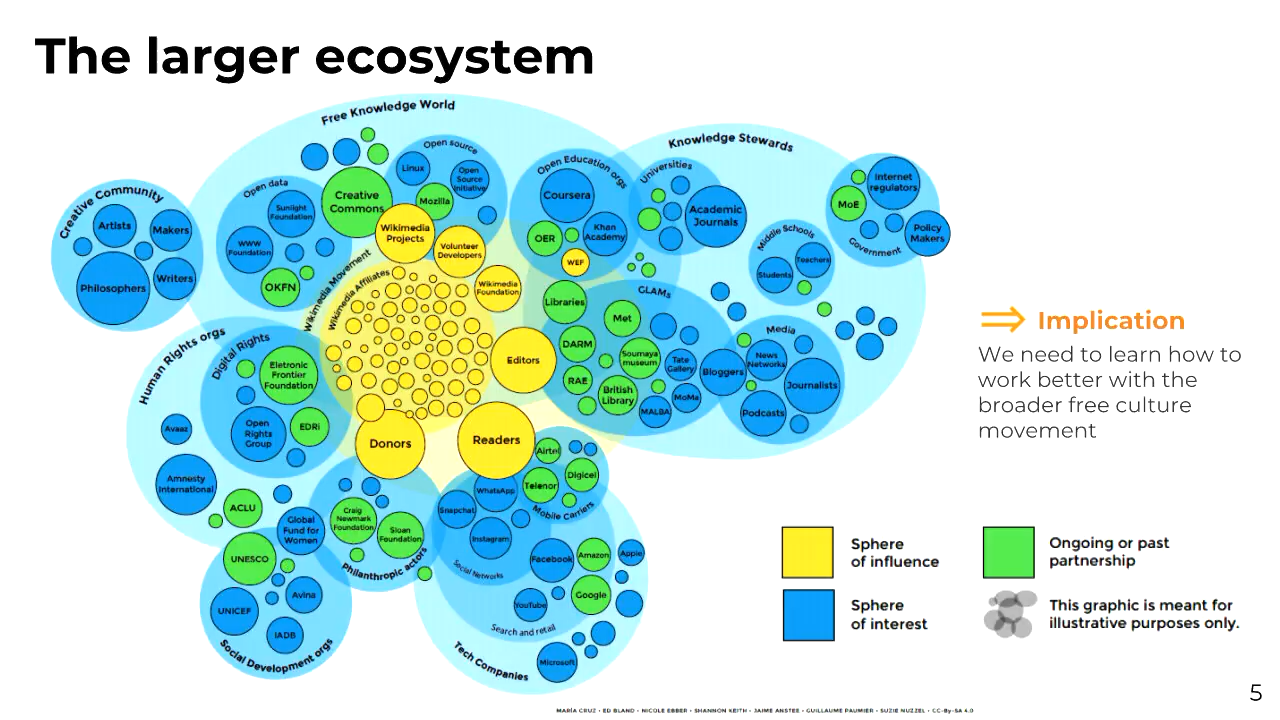 The larger ecosystem
Free Knowledge World
Knowledge Stewards
Creative Community
Artists
Makers
Philosophers
Writers
Open data
Sunlight
Foundation
WWW
Foundation
OKFN
Creative
Commons
Open source
Linux
Open
Source
Initiative
Mozilla
Wikimedia
Projects
Volunteer
Developers
Wikimedia
Foundation
Wikimedia Movement
Wikimedia Affiliates
Editors
Donors
Readers
Open Education orgs
Coursera
Khan
Academy
OER
WEF
Universities
Academic
Journals
Middle Schools
Teachers
Students
Internet
regulators
MoE
Policy
Makers
Government
GLAMs
Libraries
Met
DARM
Soumaya
museum
Tate
Gallery
RAE
British
Library
MALBA
MoMa
Media
Bloggers
News
Networks
Journalists
Podcasts
Human Rights orgs
Digital Rights
Eletronic
Frontier
Foundation
Open
Rights
Group
EDRi
Avaaz
Amnesty
International
ACLU
Global
Fund for
Women
Craig
Newmark
Foundation
Sloan
Foundation
Philanthropic actors
UNESCO
UNICEF
Avina
IADB
Social Development orgs
Airtel
Digicel
Telenor
Mobile Carriers
WhatsApp
Snapchat
Instagram
Social Networks
Facebook
Amazon
Apple
Google
YouTube
Search and retail
Microsoft
Tech Companies
Implication
We need to learn how to
work better with the
broader free culture
movement
Sphere
of influence
Ongoing or past
partnership
Sphere
of interest
This graphic is meant for
illustrative purposes only.
MARÍA CRUZ • ED BLAND • NICOLE EBBER • SHANNON KEITH • JAIME ANSTEE • GUILLAUME PAUMIER • SUZIE NUZZEL • CC-By-SA 4.0
5